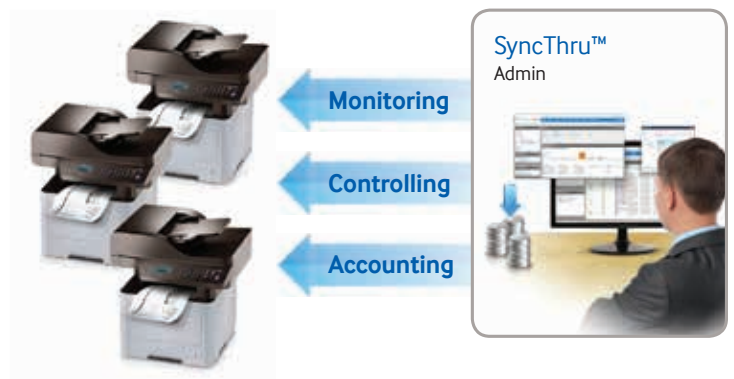 SyncThru™
Admin
Monitoring
Controlling
Accounting